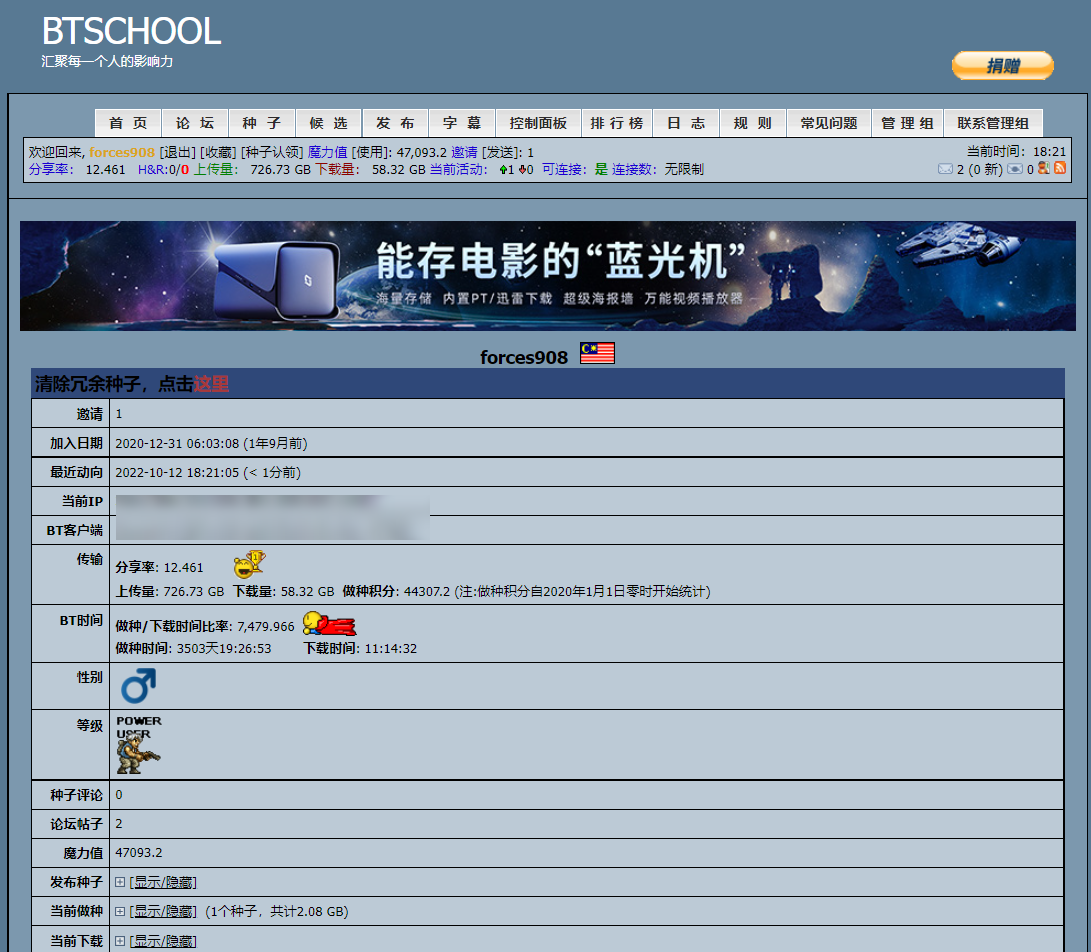 BTSCHOOL
汇聚每一个人的影响力
捐赠
首 页 论 坛 种 子 候 选 发 布 字 幕 控制面板 排 行 榜 日 志 规 则 常见问题 管 理 组 联系管理组
欢迎回来, forces908 [退出] [收藏] [种子认领] 魔力值 [使用]: 47,093.2 邀请 [发送]: 1 当前时间：18:21
分享率： 12.461 H&R:0/0 上传量： 726.73 GB 下载量： 58.32 GB 当前活动： 1 0 可连接：是 连接数：无限制 2 (0 新) 0
能存电影的“蓝光机”
海量存储 内置PT/迅雷下载 超级海报墙 万能视频播放器
forces908
清除冗余种子，点击这里
邀请 1
加入日期 2020-12-31 06:03:08 (1年9月前)
最近动向 2022-10-12 18:21:05 (< 1分前)
当前IP
BT客户端
传输 分享率: 12.461
上传量: 726.73 GB 下载量: 58.32 GB 做种积分: 44307.2 (注:做种积分自2020年1月1日零时开始统计)
BT时间 做种/下载时间比率: 7,479.966
做种时间: 3503天19:26:53 下载时间: 11:14:32
性别
等级 POWER
USER
种子评论 0
论坛帖子 2
魔力值 47093.2
发布种子 [显示/隐藏]
当前做种 [显示/隐藏] (1个种子，共计2.08 GB)
当前下载 [显示/隐藏]